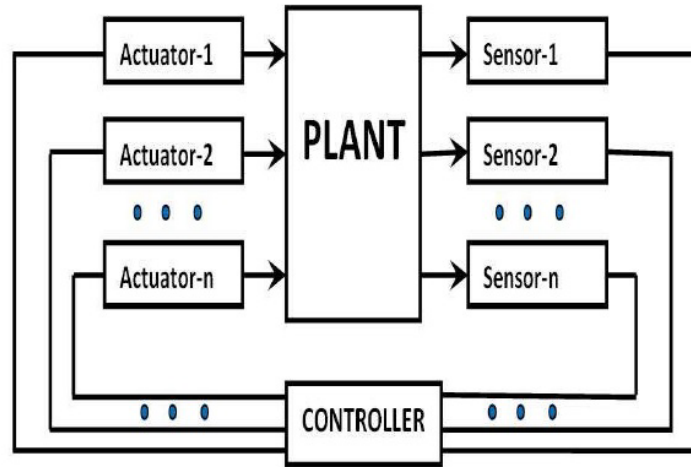 Actuator-1
PLANT
Sensor-1
Actuator-2
Sensor-2
Actuator-n
Sensor-n
CONTROLLER